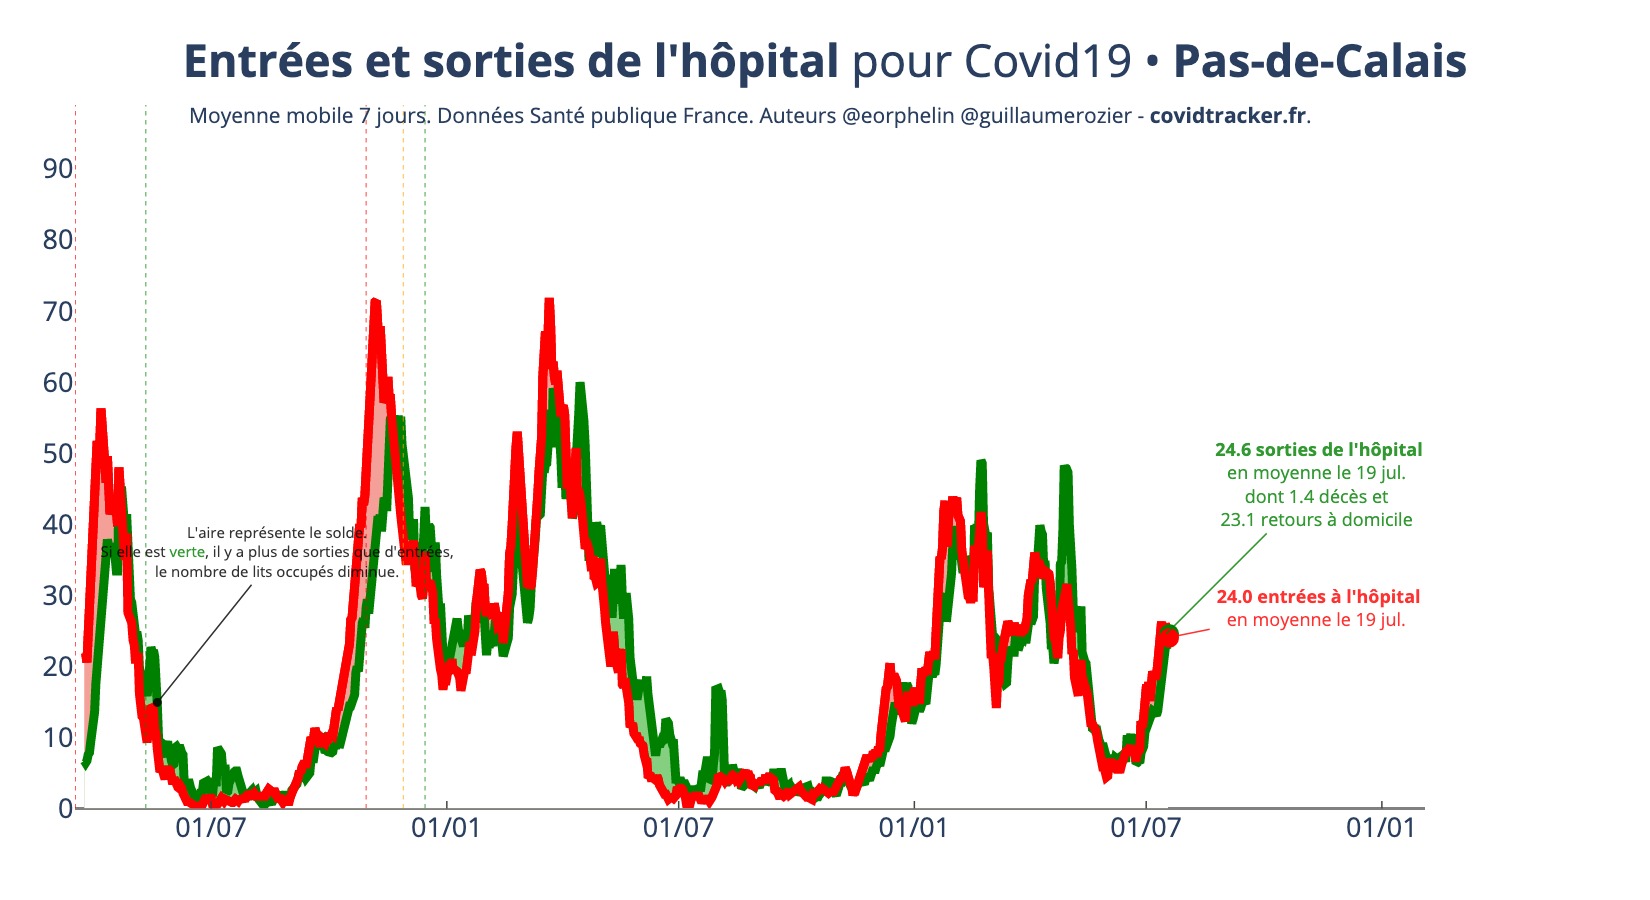 Entrées et sorties de l'hôpital pour Covid19 • Pas-de-Calais
Moyenne mobile 7 jours. Données Santé publique France. Auteurs @eorphelin @guillaumerozier - covidtracker.fr.
90
80
70
60
50
40
30
20
10
0
L'aire représente le solde.
Si elle est verte, il y a plus de sorties que d'entrées,
le nombre de lits occupés diminue.
24.6 sorties de l'hôpital
en moyenne le 19 jul.
dont 1.4 décès et
23.1 retours à domicile
24.0 entrées à l'hôpital
en moyenne le 19 jul.
01/07 01/01 01/07 01/01 01/07 01/01